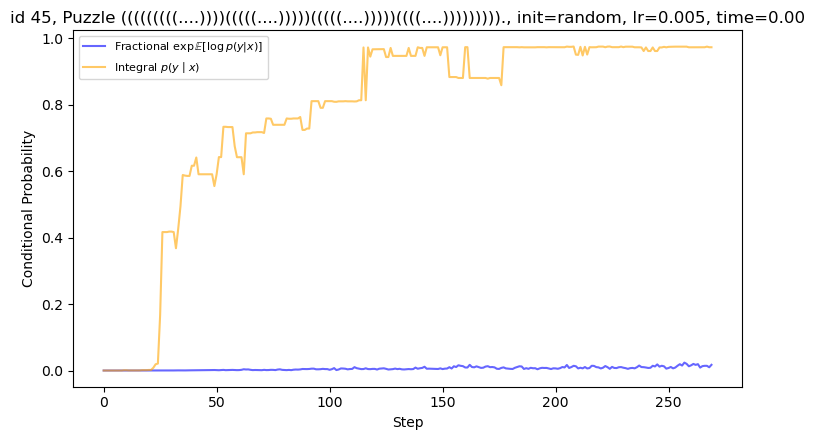 id 45, Puzzle (((((((((....))))(((((....)))))(((((....)))))((((....)))))))))., init=random, lr=0.005, time=0.00
Fractional exp𝔼[log p(y|x)]
Integral p(y | x)
Conditional Probability
1.0
0.8
0.6
0.4
0.2
0.0
0 50 100 150 200 250
Step